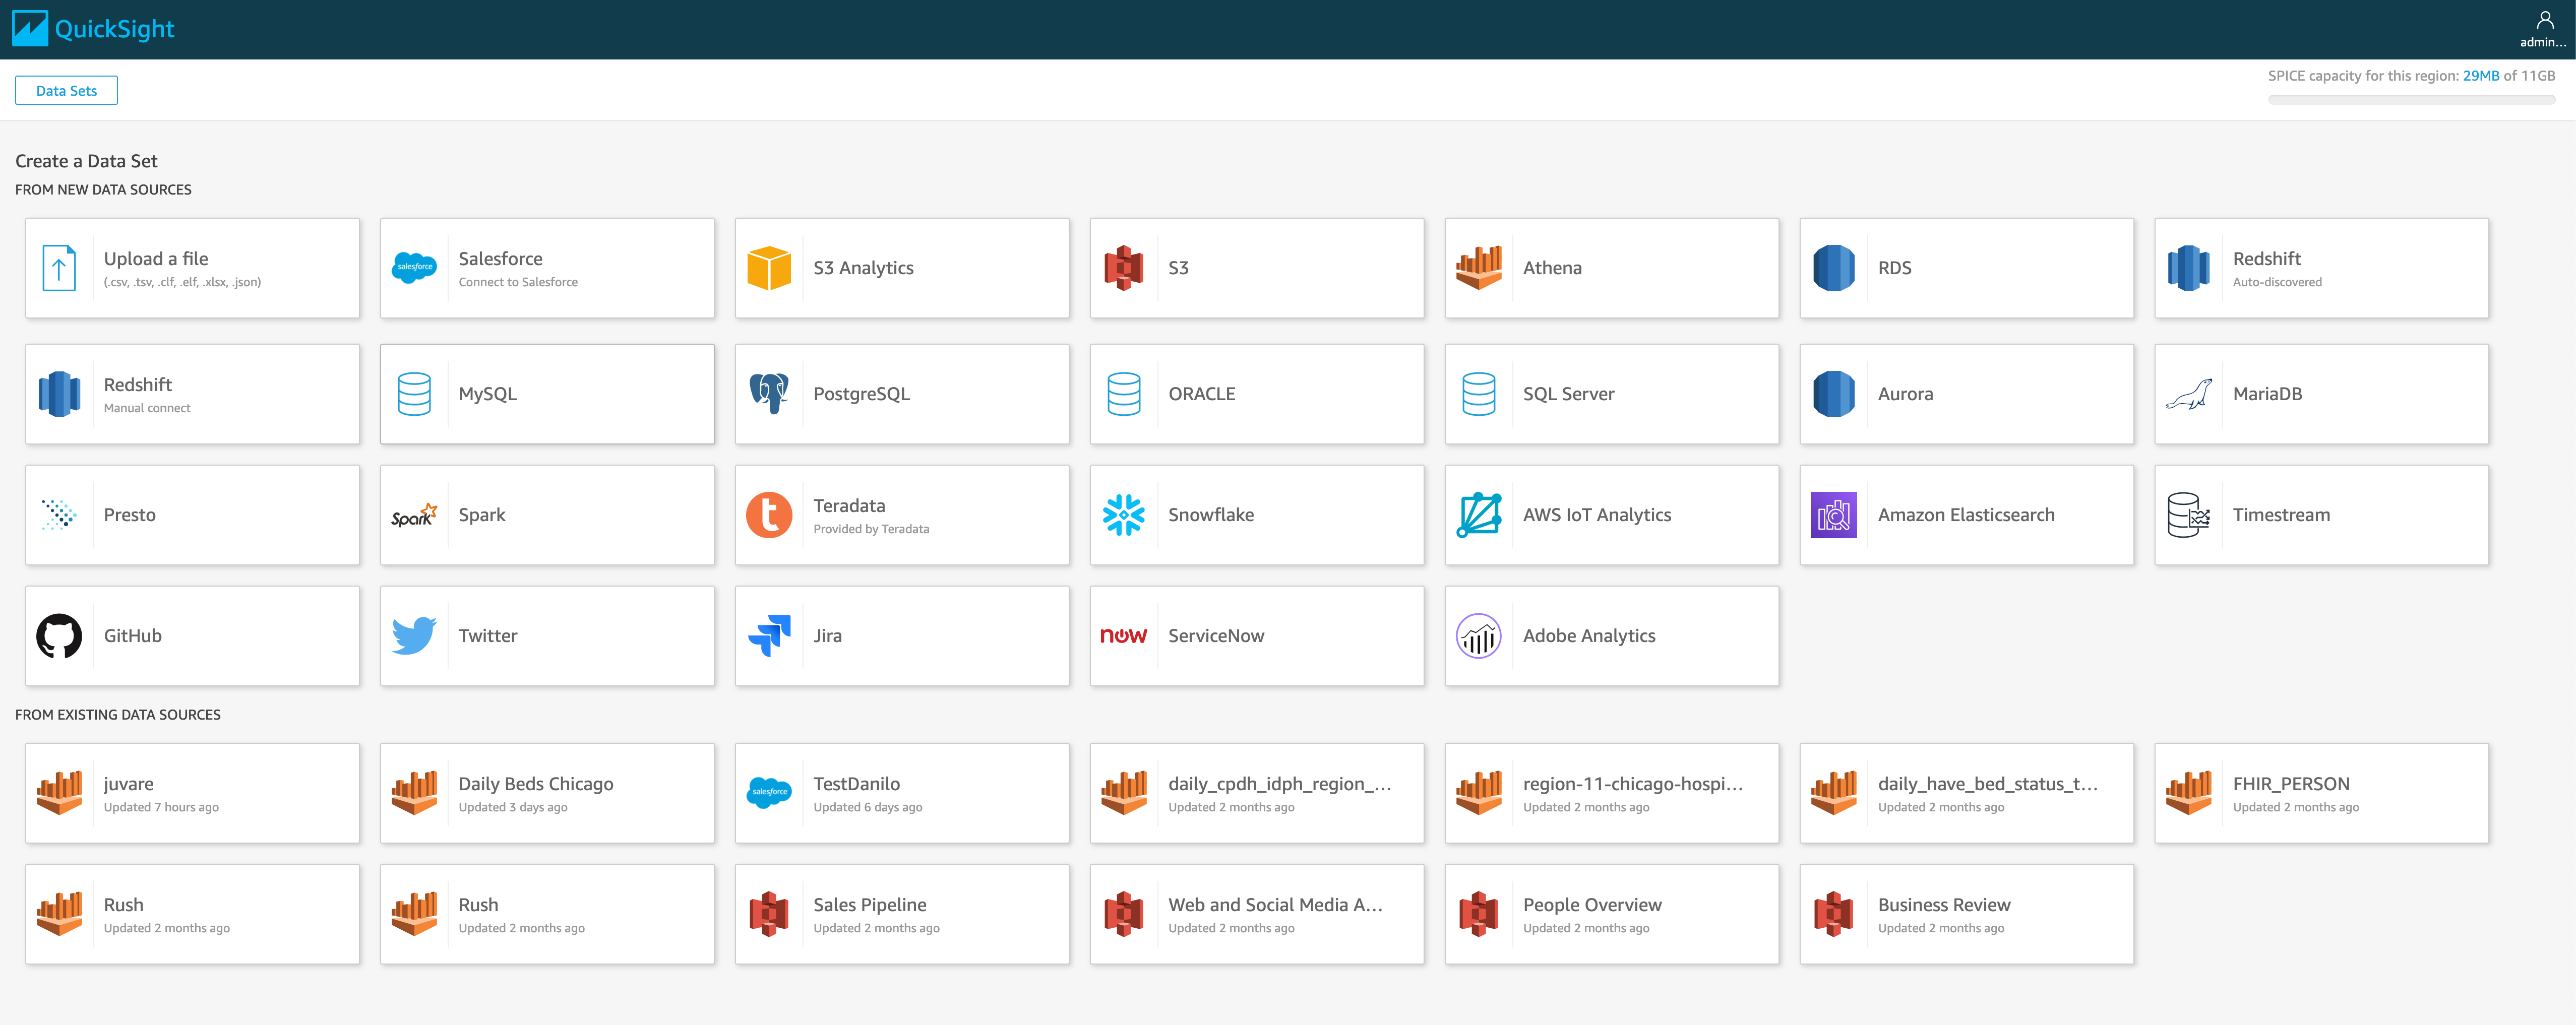 QuickSight
admin...
Data Sets
SPICE capacity for this region: 29MB of 11GB
Create a Data Set
FROM NEW DATA SOURCES
Upload a file
(.csv, .tsv, .clf, .elf, .xlsx, .json)
salesforce
Salesforce
Connect to Salesforce
S3 Analytics
S3
Athena
RDS
Redshift
Auto-discovered
Redshift
Manual connect
MySQL
PostgreSQL
ORACLE
SQL Server
Aurora
MariaDB
Presto
Spark
Spark
t
Teradata
Provided by Teradata
Snowflake
AWS IoT Analytics
Amazon Elasticsearch
Timestream
GitHub
Twitter
Jira
now
ServiceNow
Adobe Analytics
FROM EXISTING DATA SOURCES
juvare
Updated 7 hours ago
Daily Beds Chicago
Updated 3 days ago
salesforce
TestDanilo
Updated 6 days ago
daily_cpdh_idph_region_...
Updated 2 months ago
region-11-chicago-hospi...
Updated 2 months ago
daily_have_bed_status_t...
Updated 2 months ago
FHIR_PERSON
Updated 2 months ago
Rush
Updated 2 months ago
Rush
Updated 2 months ago
Sales Pipeline
Updated 2 months ago
Web and Social Media A...
Updated 2 months ago
People Overview
Updated 2 months ago
Business Review
Updated 2 months ago